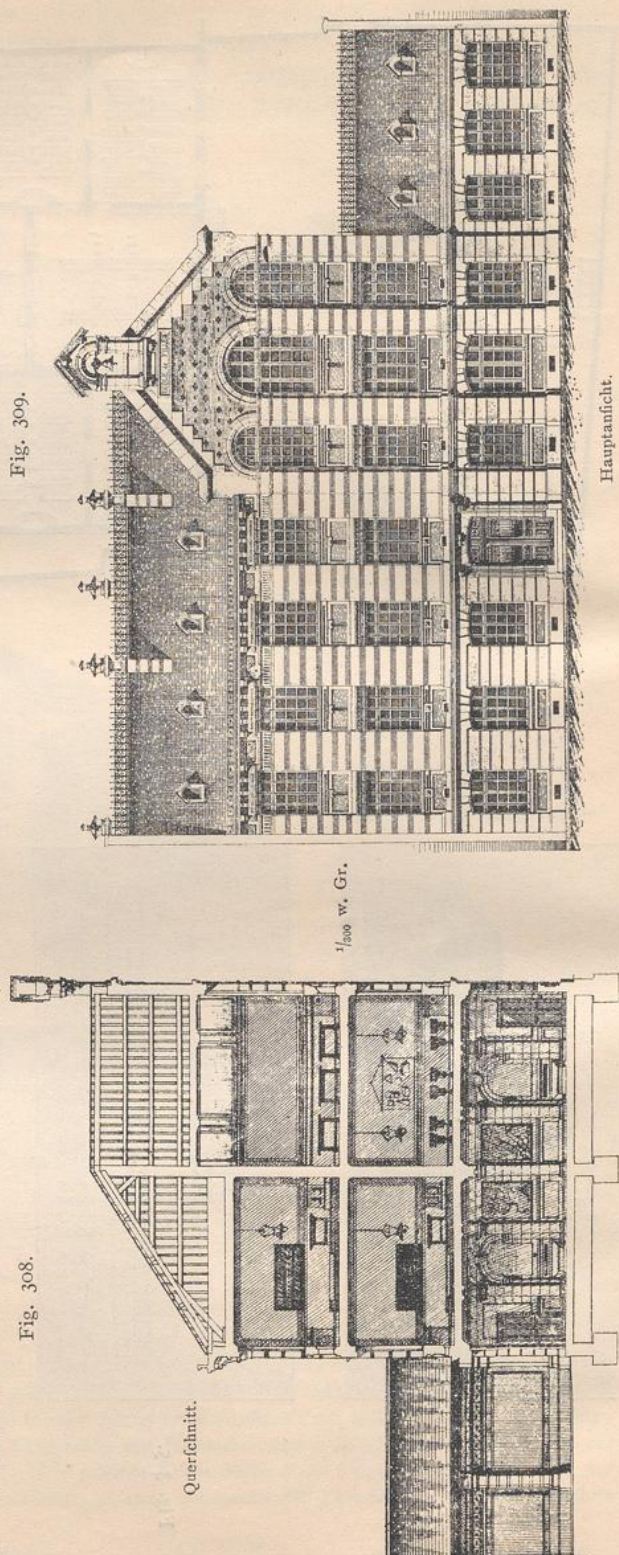 Fig. 308.
Querſchnitt.
1/300 w. Gr.
Fig. 309.
Hauptanſicht.